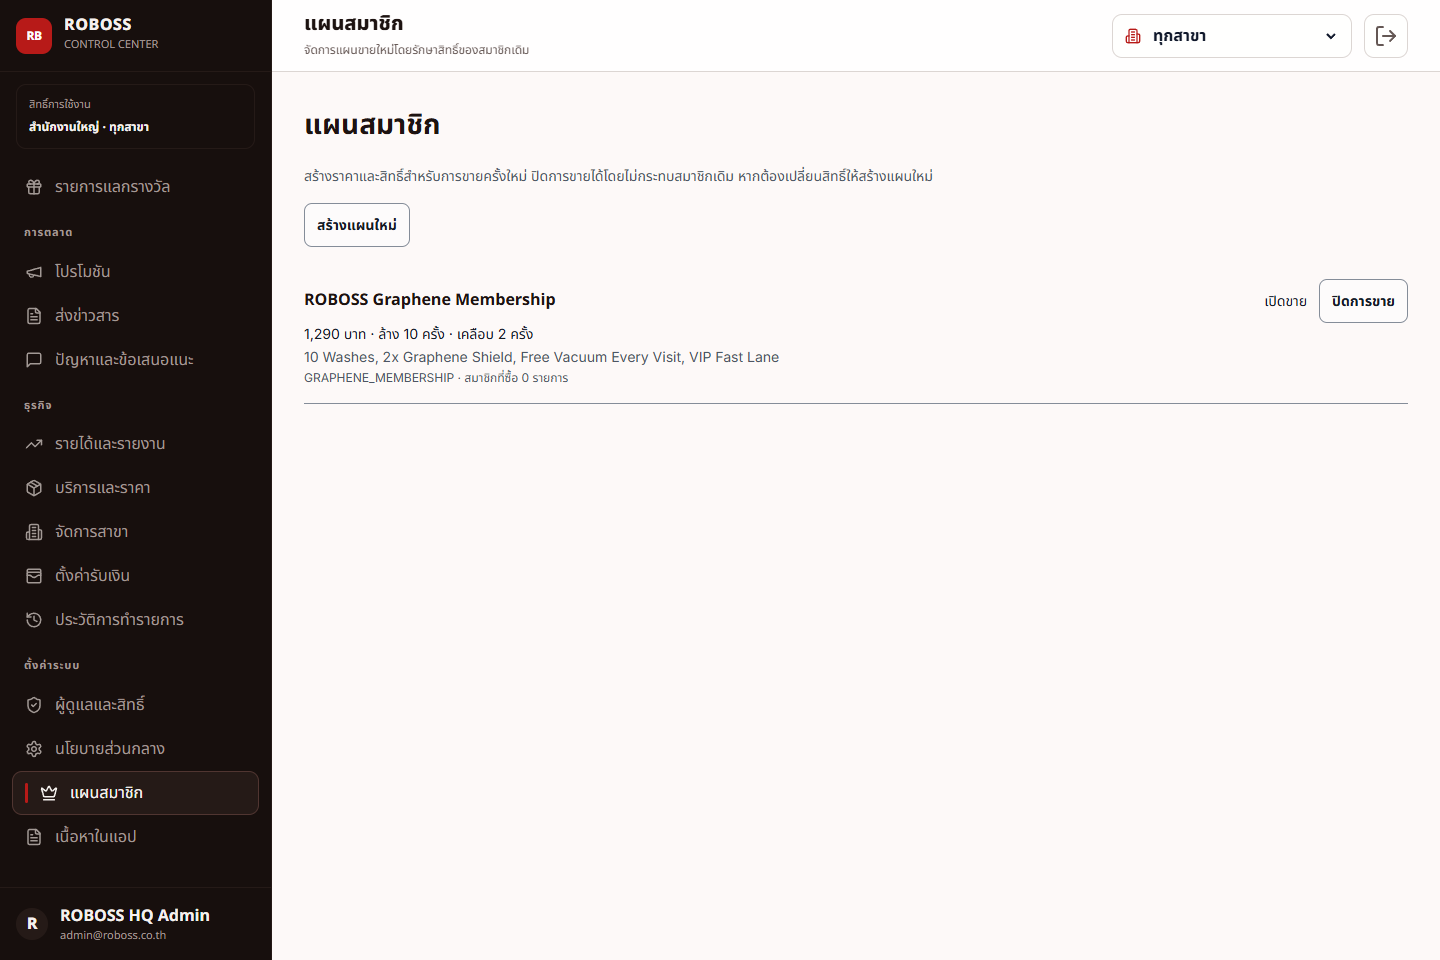 RB
ROBOSS
CONTROL CENTER
สิทธิ์การใช้งาน
สำนักงานใหญ่ · ทุกสาขา
รายการแลกรางวัล
การตลาด
โปรโมชัน
ส่งข่าวสาร
ปัญหาและข้อเสนอแนะ
ธุรกิจ
รายได้และรายงาน
บริการและราคา
จัดการสาขา
ตั้งค่ารับเงิน
ประวัติการทำรายการ
ตั้งค่าระบบ
ผู้ดูแลและสิทธิ์
นโยบายส่วนกลาง
แผนสมาชิก
เนื้อหาในแอป
R
ROBOSS HQ Admin
admin@roboss.co.th
แผนสมาชิก
จัดการแผนขายใหม่โดยรักษาสิทธิ์ของสมาชิกเดิม
ทุกสาขา
แผนสมาชิก
สร้างราคาและสิทธิ์สำหรับการขายครั้งใหม่ ปิดการขายได้โดยไม่กระทบสมาชิกเดิม หากต้องเปลี่ยนสิทธิ์ให้สร้างแผนใหม่
สร้างแผนใหม่
ROBOSS Graphene Membership
เปิดขาย
ปิดการขาย
1,290 บาท · ล้าง 10 ครั้ง · เคลือบ 2 ครั้ง
10 Washes, 2x Graphene Shield, Free Vacuum Every Visit, VIP Fast Lane
GRAPHENE_MEMBERSHIP · สมาชิกที่ซื้อ 0 รายการ